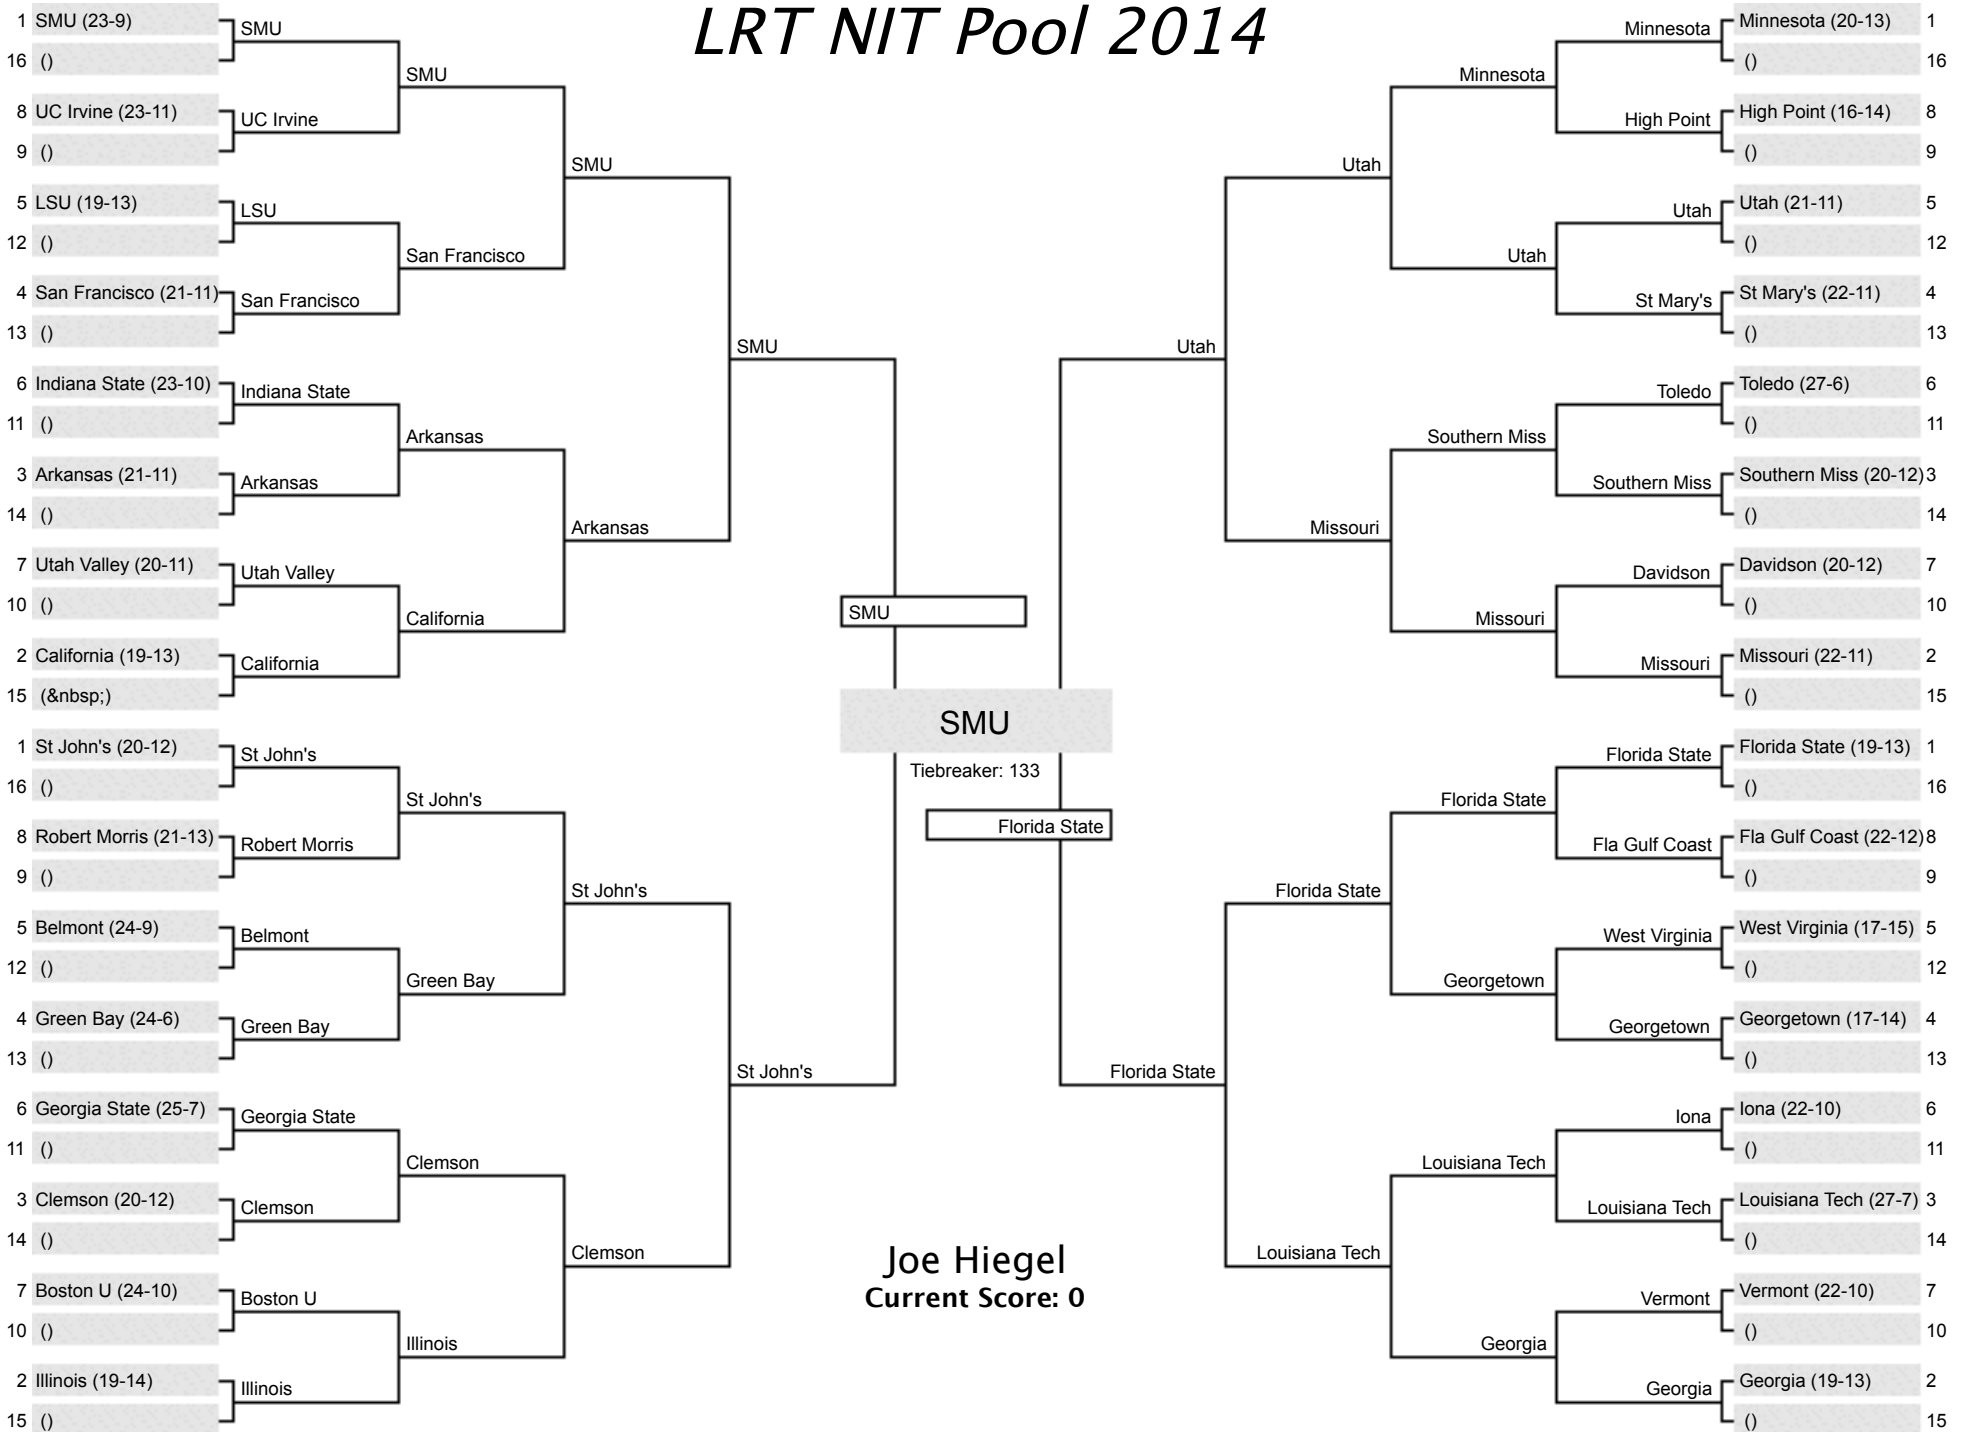 LRT NIT Pool 2014
1 SMU (23-9)
16 ()
8 UC Irvine (23-11)
9 ()
5 LSU (19-13)
12 ()
4 San Francisco (21-11)
13 ()
6 Indiana State (23-10)
11 ()
3 Arkansas (21-11)
14 ()
7 Utah Valley (20-11)
10 ()
2 California (19-13)
15 (&nbsp;)
1 St John's (20-12)
16 ()
8 Robert Morris (21-13)
9 ()
5 Belmont (24-9)
12 ()
4 Green Bay (24-6)
13 ()
6 Georgia State (25-7)
11 ()
3 Clemson (20-12)
14 ()
7 Boston U (24-10)
10 ()
2 Illinois (19-14)
15 ()
SMU
UC Irvine
LSU
San Francisco
Indiana State
Arkansas
Utah Valley
California
St John's
Robert Morris
Belmont
Green Bay
Georgia State
Clemson
Boston U
Illinois
SMU
San Francisco
Arkansas
California
St John's
Green Bay
Clemson
Illinois
SMU
Arkansas
St John's
Clemson
SMU
St John's
SMU
SMU
Tiebreaker: 133
Florida State
Joe Hiegel
Current Score: 0
Utah
Florida State
Utah
Missouri
Florida State
Louisiana Tech
Minnesota
Utah
Southern Miss
Missouri
Florida State
Georgetown
Louisiana Tech
Georgia
Minnesota
High Point
Utah
St Mary's
Toledo
Southern Miss
Davidson
Missouri
Florida State
Fla Gulf Coast
West Virginia
Georgetown
Iona
Louisiana Tech
Vermont
Georgia
Minnesota (20-13) 1
() 16
High Point (16-14) 8
() 9
Utah (21-11) 5
() 12
St Mary's (22-11) 4
() 13
Toledo (27-6) 6
() 11
Southern Miss (20-12) 3
() 14
Davidson (20-12) 7
() 10
Missouri (22-11) 2
() 15
Florida State (19-13) 1
() 16
Fla Gulf Coast (22-12) 8
() 9
West Virginia (17-15) 5
() 12
Georgetown (17-14) 4
() 13
Iona (22-10) 6
() 11
Louisiana Tech (27-7) 3
() 14
Vermont (22-10) 7
() 10
Georgia (19-13) 2
() 15